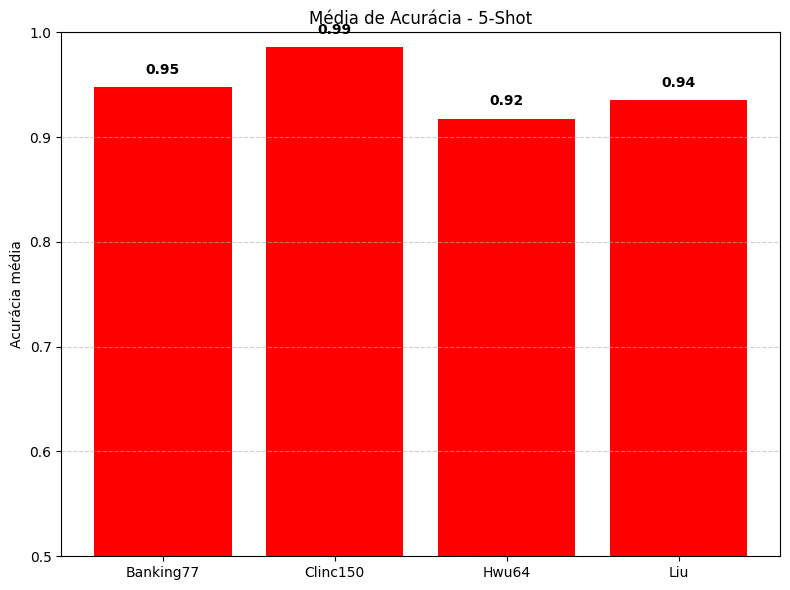 Média de Acurácia - 5-Shot
Acurácia média
1.0
0.9
0.8
0.7
0.6
0.5
0.95
0.99
0.92
0.94
Banking77
Clinc150
Hwu64
Liu